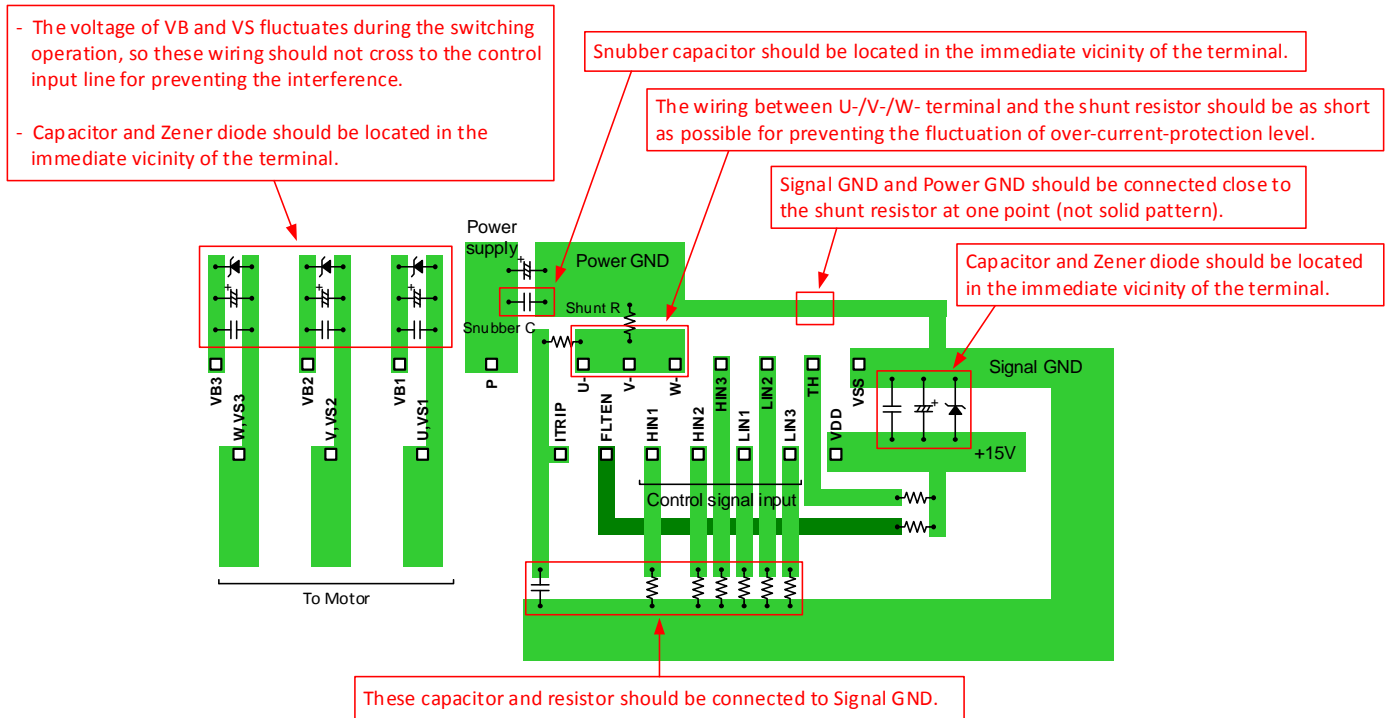 - The voltage of VB and VS fluctuates during the switching
operation, so these wiring should not cross to the control
input line for preventing the interference.
- Capacitor and Zener diode should be located in the
immediate vicinity of the terminal.
Snubber capacitor should be located in the immediate vicinity of the terminal.
The wiring between U-/V-/W- terminal and the shunt resistor should be as short
as possible for preventing the fluctuation of over-current-protection level.
Signal GND and Power GND should be connected close to
the shunt resistor at one point (not solid pattern).
Capacitor and Zener diode should be located
in the immediate vicinity of the terminal.
Power
supply
+
Power GND
+
+
+
Snubber C
Shunt R
VB3
W,VS3
VB2
V,VS2
VB1
U,VS1
P
ITRIP
U-
FLTEN
V-
HIN1
W-
HIN2
HIN3
LIN1
LIN2
LIN3
TH
VDD
VSS
Signal GND
+
+15V
Control signal input
To Motor
These capacitor and resistor should be connected to Signal GND.